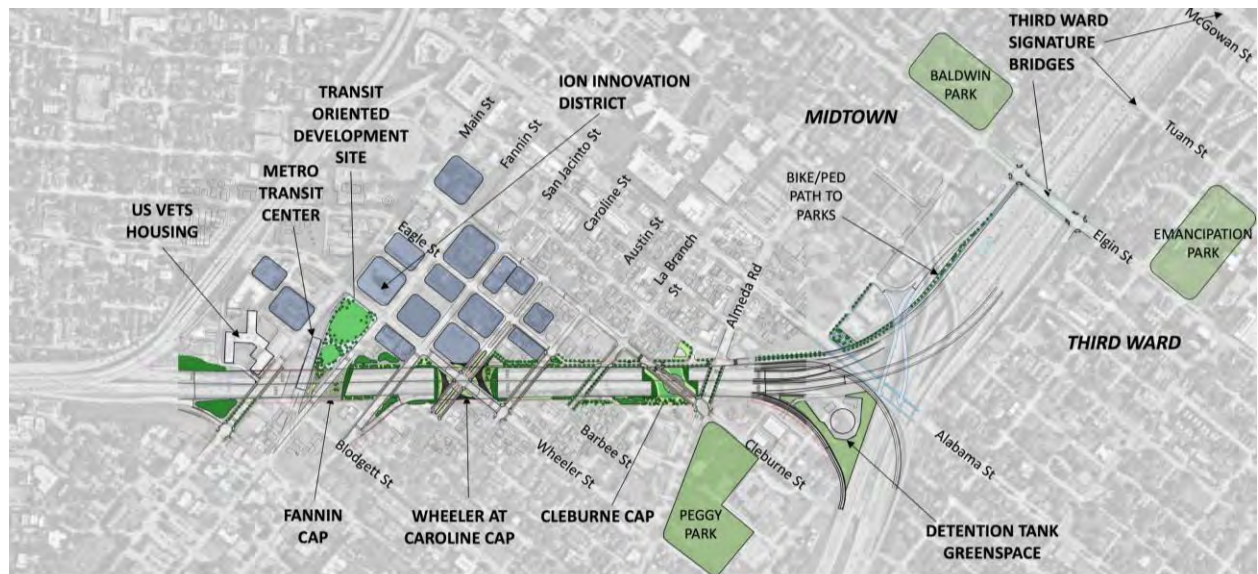 THIRD WARD
SIGNATURE
BRIDGES
McGowan St
ION INNOVATION
DISTRICT
TRANSIT
ORIENTED
DEVELOPMENT
SITE
Main St
Fannin St
San Jacinto St
Caroline St
Austin St
La Branch
St
Almeda Rd
BALDWIN
PARK
MIDTOWN
Tuam St
METRO
TRANSIT
CENTER
BIKE/PED
PATH TO
PARKS
US VETS
HOUSING
Eagle St
Elgin St
EMANCIPATION
PARK
THIRD WARD
Blodgett St
Wheeler St
Barbee St
Cleburne St
Alabama St
FANNIN
CAP
WHEELER AT
CAROLINE CAP
CLEBURNE CAP
PEGGY
PARK
DETENTION TANK
GREENSPACE